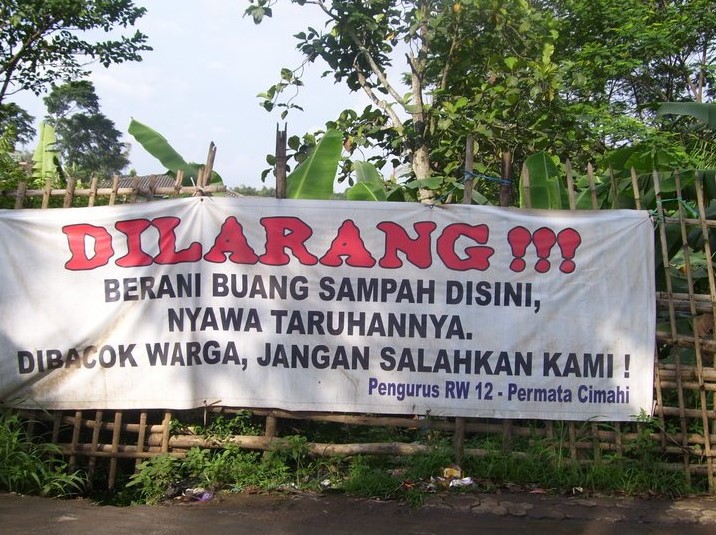 DILARANG!!!
BERANI BUANG SAMPAH DISINI,
NYAWA TARUHANNYA.
DIBACOK WARGA, JANGAN SALAHKAN KAMI !
Pengurus RW 12 - Permata Cimahi